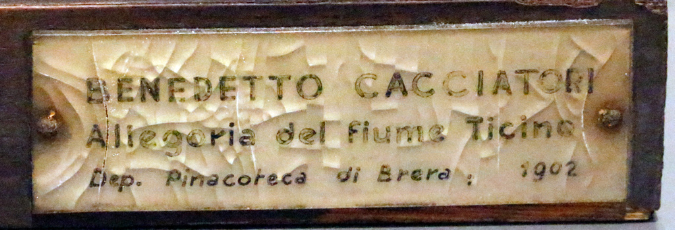 BENEDETTO CACCIATORI
Allegoria del fiume Ticino
Dep. Pinacoteca di Brera, 1902